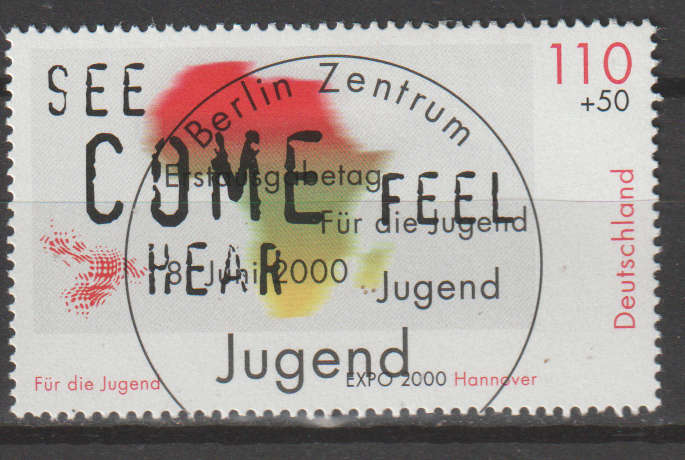 SEE
COME FEEL
HEAR
110
+50
Deutschland
Für die Jugend
EXPO 2000 Hannover
Berlin Zentrum
Erstausgabetag
Für die Jugend
8. Juni 2000
Jugend
Jugend